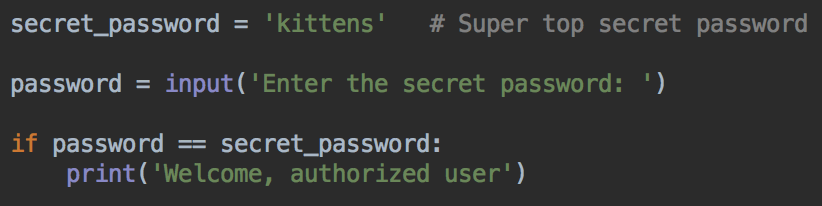 secret_password = 'kittens'   # Super top secret password
password = input('Enter the secret password: ')
if password == secret_password:
    print('Welcome, authorized user')